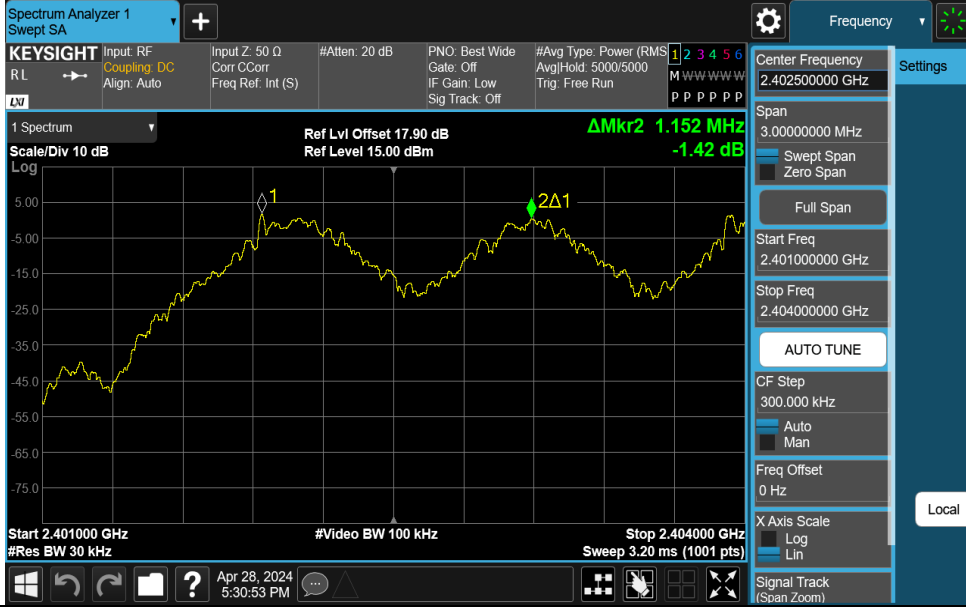 Spectrum Analyzer 1
Swept SA
Frequency
KEYSIGHT
R L
LXI
Input: RF
Coupling: DC
Align: Auto
Input Z: 50 Ω
Corr CCorr
Freq Ref: Int (S)
#Atten: 20 dB
PNO: Best Wide
Gate: Off
IF Gain: Low
Sig Track: Off
#Avg Type: Power (RMS
Avg|Hold: 5000/5000
Trig: Free Run
1 2 3 4 5 6
M W W W W W
P P P P P P
1 Spectrum
Scale/Div 10 dB
Log
Ref Lvl Offset 17.90 dB
Ref Level 15.00 dBm
ΔMkr2 1.152 MHz
-1.42 dB
1
2Δ1
5.00
-5.00
-15.0
-25.0
-35.0
-45.0
-55.0
-65.0
-75.0
Start 2.401000 GHz
#Res BW 30 kHz
#Video BW 100 kHz
Stop 2.404000 GHz
Sweep 3.20 ms (1001 pts)
?
Apr 28, 2024
5:30:53 PM
Center Frequency
2.402500000 GHz
Settings
Span
3.00000000 MHz
Swept Span
Zero Span
Full Span
Start Freq
2.401000000 GHz
Stop Freq
2.404000000 GHz
AUTO TUNE
CF Step
300.000 kHz
Auto
Man
Freq Offset
0 Hz
X Axis Scale
Log
Lin
Local
Signal Track
(Span Zoom)